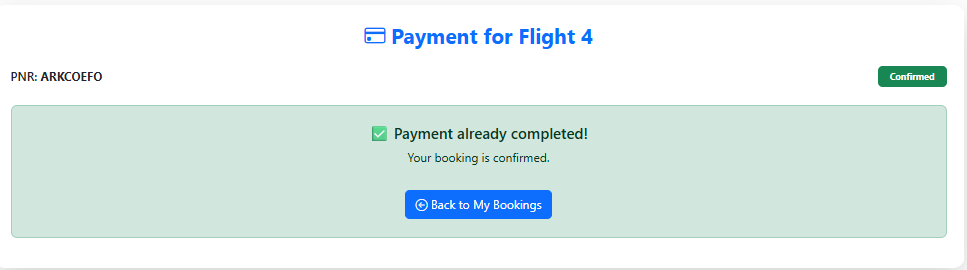 Payment for Flight 4
PNR: ARKCOEFO
Confirmed
Payment already completed!
Your booking is confirmed.
Back to My Bookings